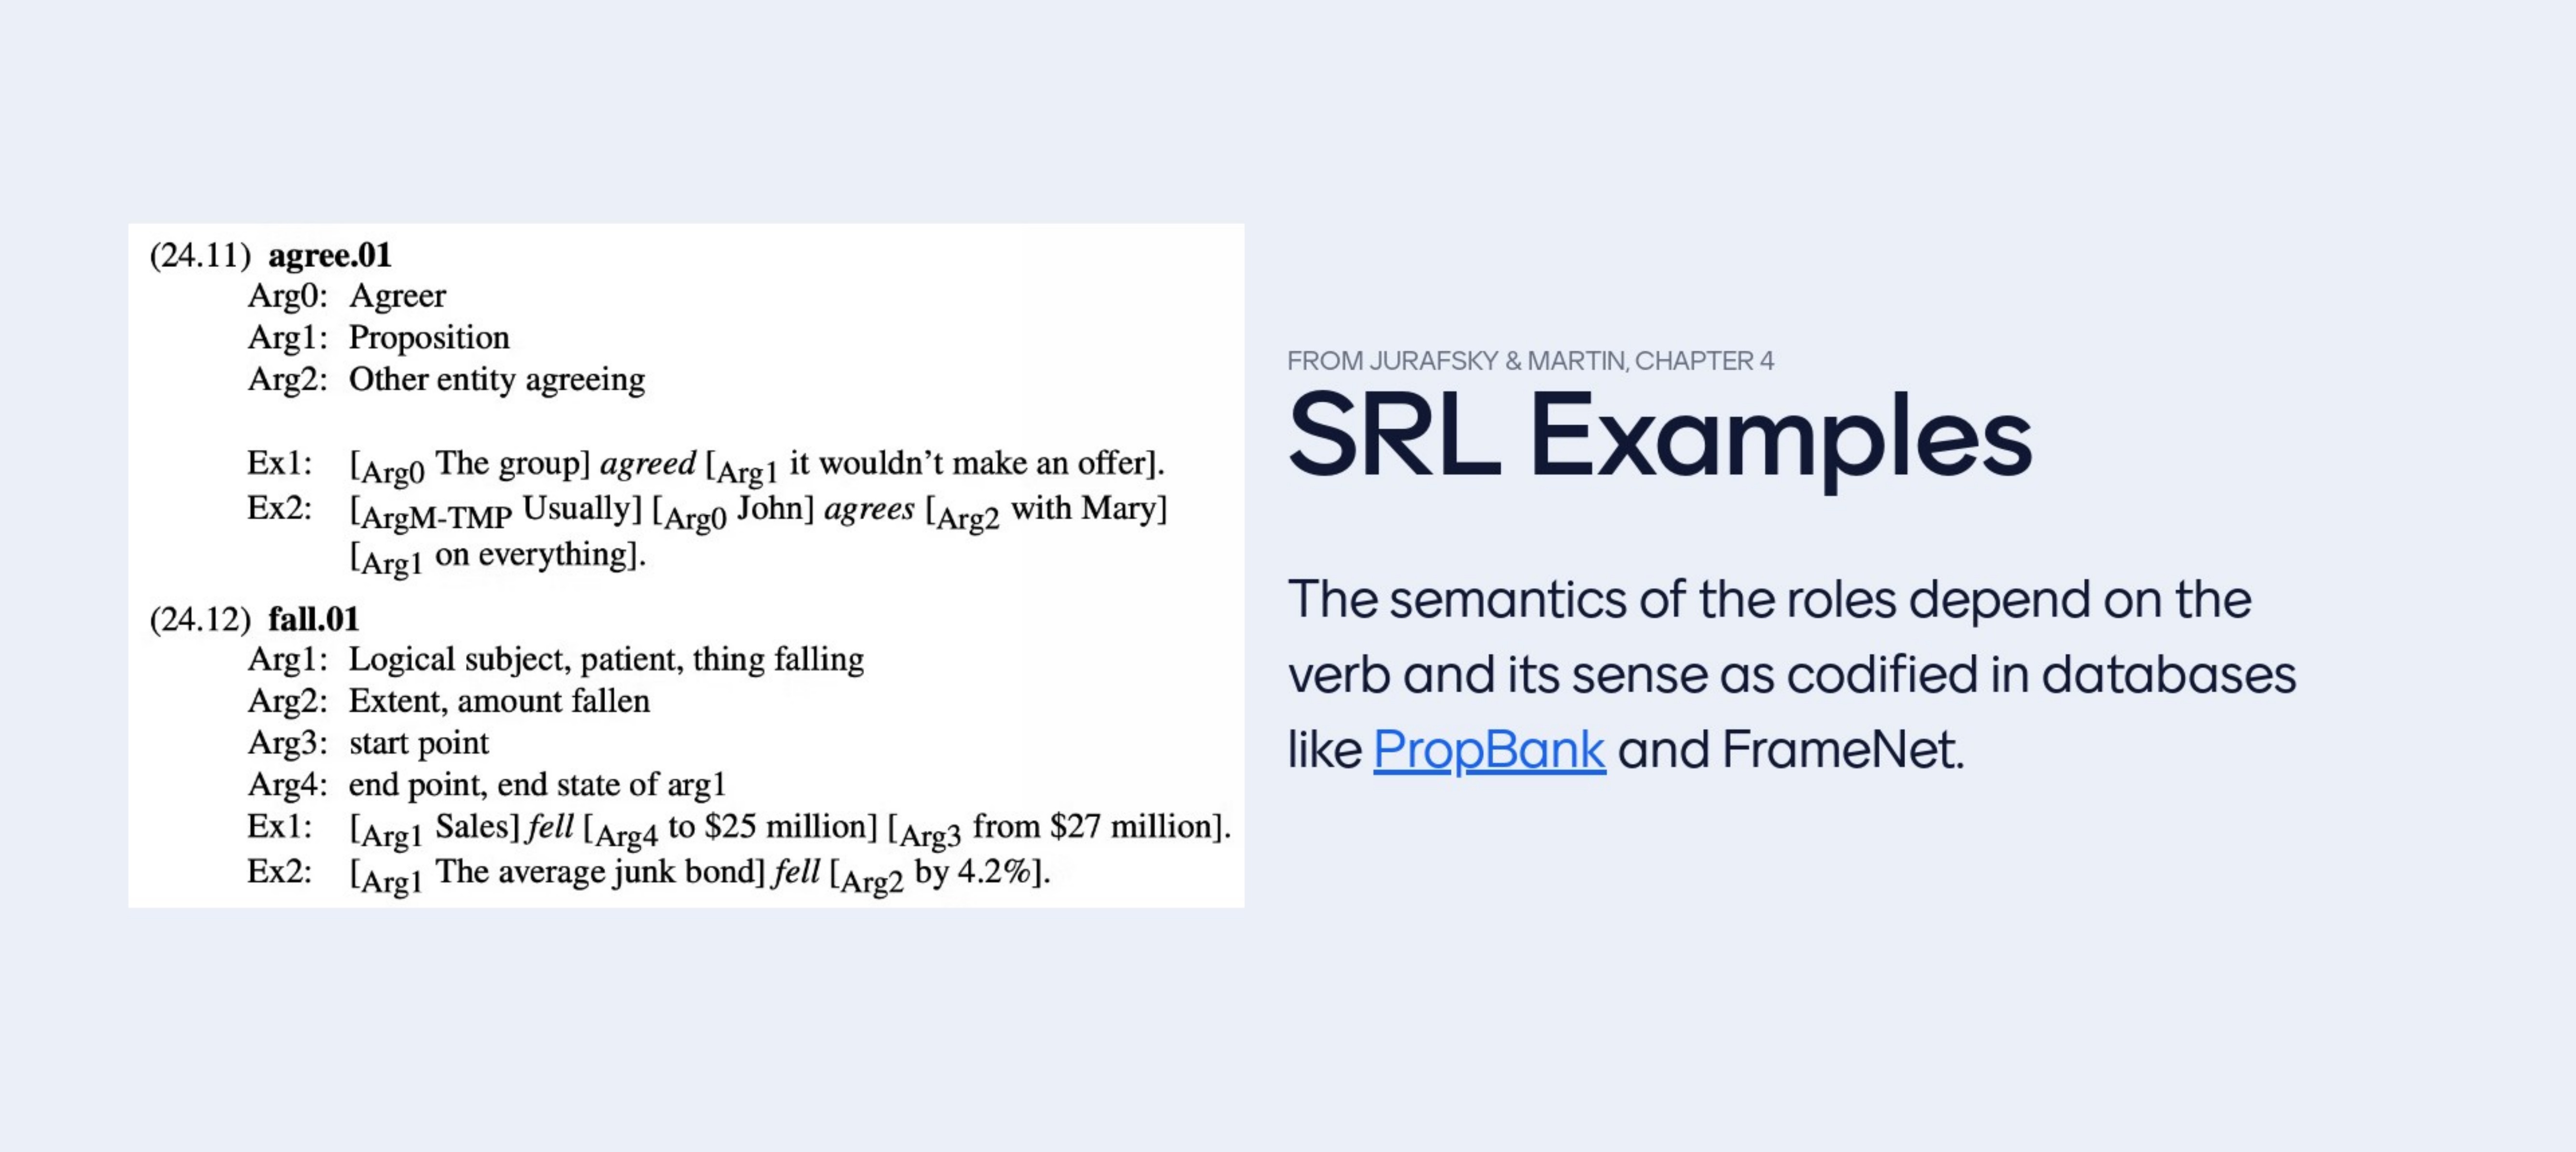 (24.11) agree.01
Arg0: Agreer
Arg1: Proposition
Arg2: Other entity agreeing
Ex1: [Arg0 The group] agreed [Arg1 it wouldn't make an offer].
Ex2: [ArgM-TMP Usually] [Arg0 John] agrees [Arg2 with Mary]
[Arg1 on everything].
(24.12) fall.01
Arg1: Logical subject, patient, thing falling
Arg2: Extent, amount fallen
Arg3: start point
Arg4: end point, end state of arg1
Ex1: [Arg1 Sales] fell [Arg4 to $25 million] [Arg3 from $27 million].
Ex2: [Arg1 The average junk bond] fell [Arg2 by 4.2%].
FROM JURAFSKY & MARTIN, CHAPTER 4
SRL Examples
The semantics of the roles depend on the
verb and its sense as codified in databases
like PropBank and FrameNet.